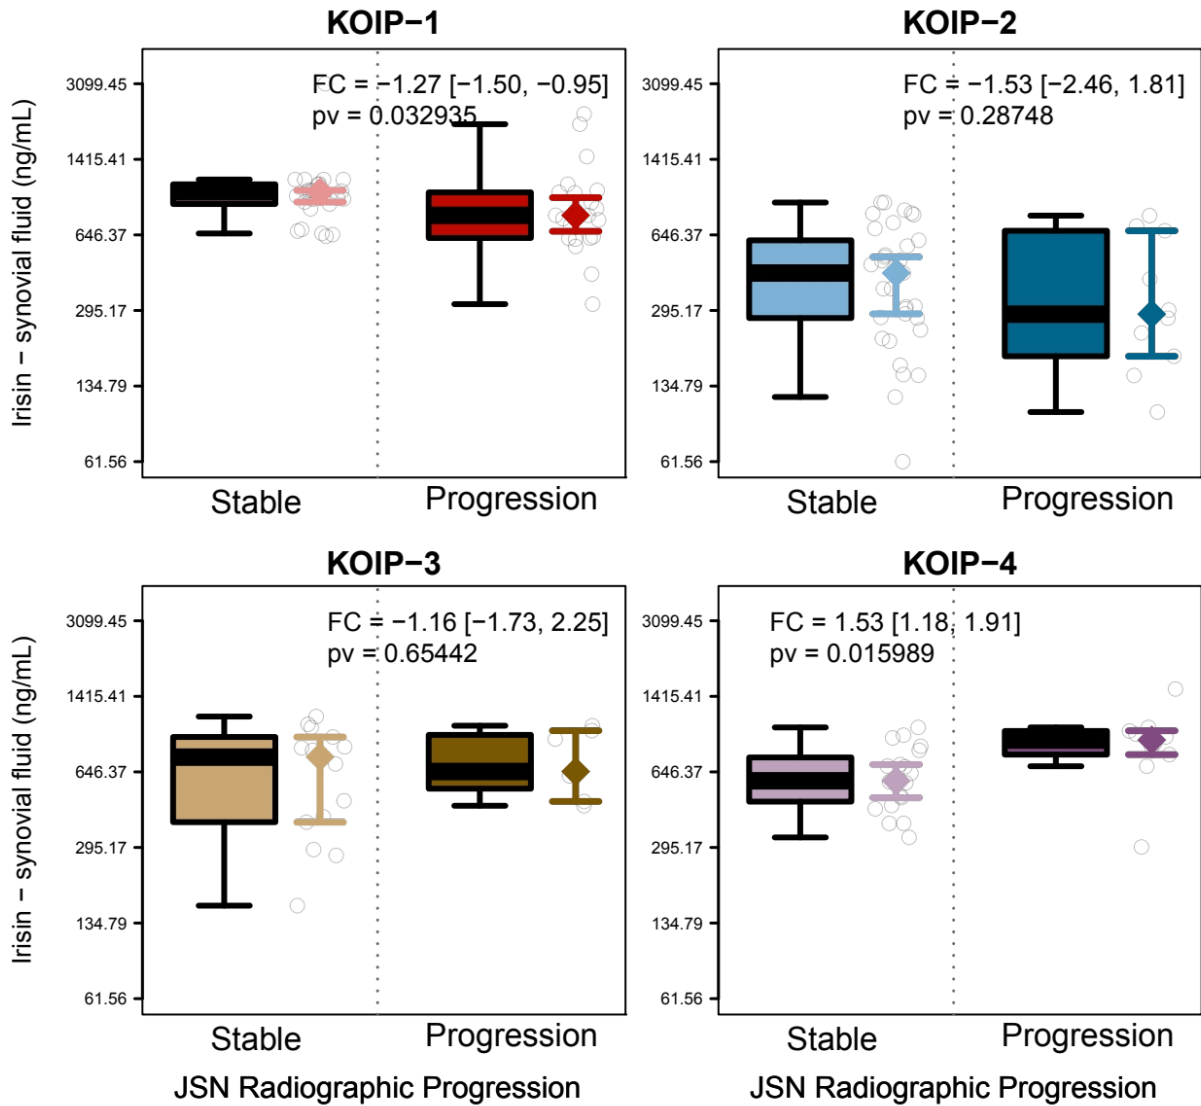 KOIP−1
KOIP−2
Irisin − synovial fluid (ng/mL)
3099.45
1415.41
646.37
295.17
134.79
61.56
FC = −1.27 [−1.50, −0.95]
pv = 0.032935
Stable
Progression
3099.45
1415.41
646.37
295.17
134.79
61.56
FC = −1.53 [−2.46, 1.81]
pv = 0.28748
Stable
Progression
KOIP−3
KOIP−4
Irisin − synovial fluid (ng/mL)
3099.45
1415.41
646.37
295.17
134.79
61.56
FC = −1.16 [−1.73, 2.25]
pv = 0.65442
Stable
Progression
JSN Radiographic Progression
3099.45
1415.41
646.37
295.17
134.79
61.56
FC = 1.53 [1.18, 1.91]
pv = 0.015989
Stable
Progression
JSN Radiographic Progression